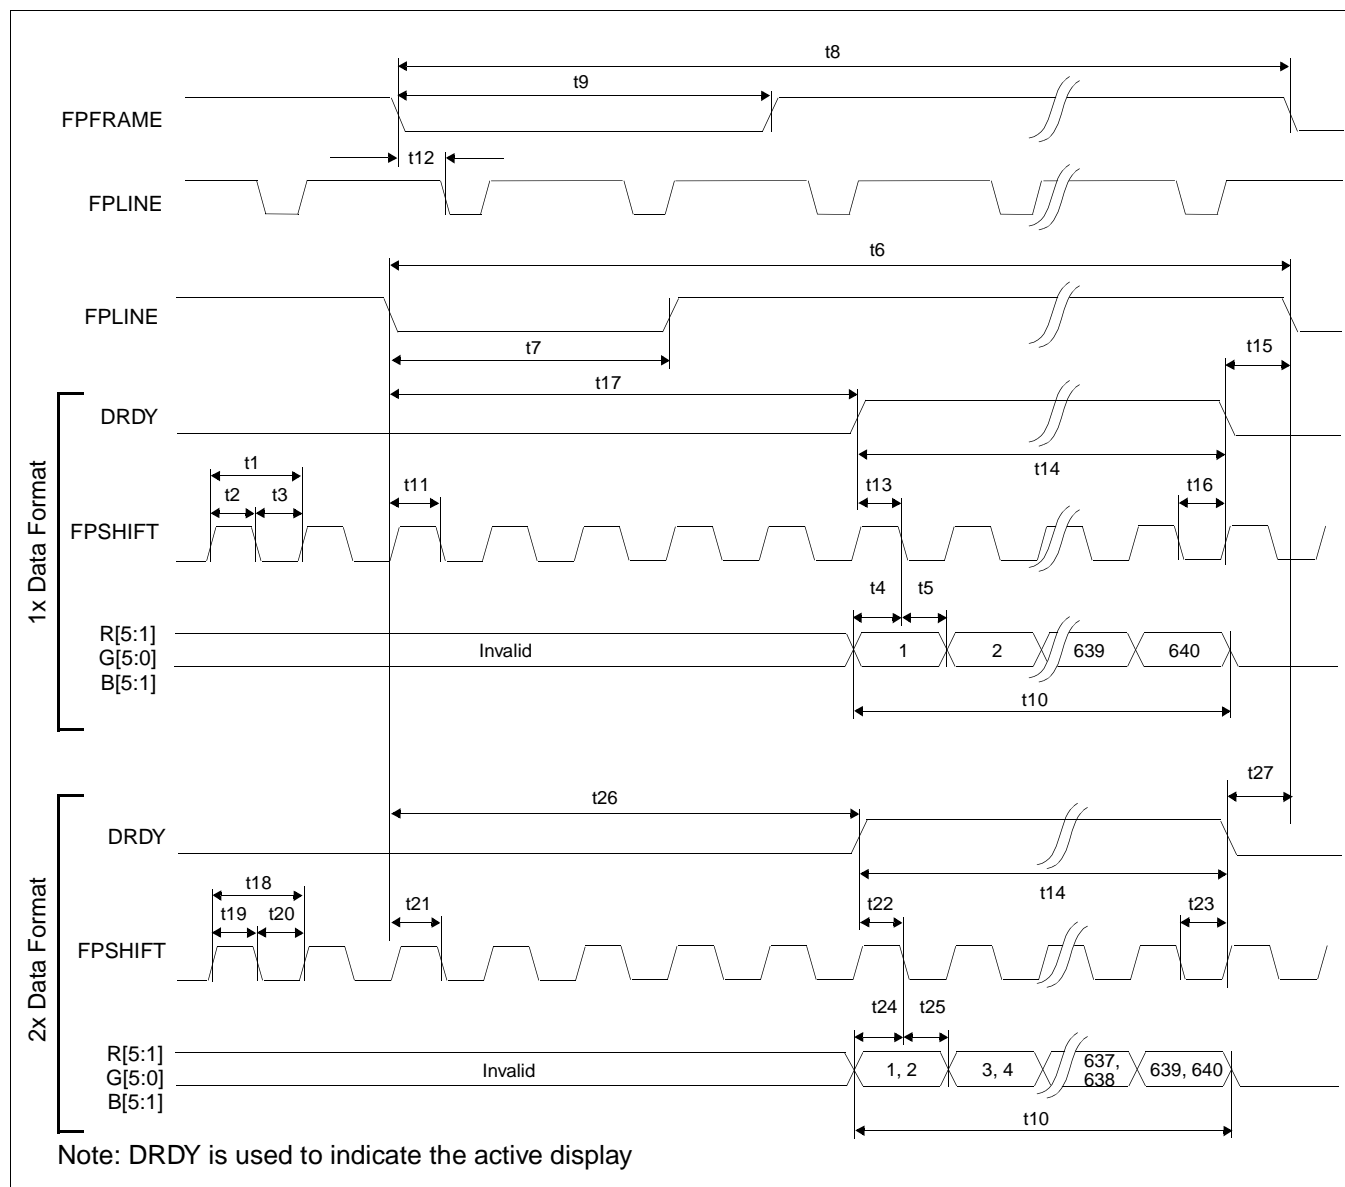 t8
t9
FPFRAME
t12
FPLINE
t6
FPLINE
t7
t15
t17
DRDY
t14
1x Data Format
t1
t2
t3
t11
t13
t16
FPSHIFT
t4
t5
R[5:1]
G[5:0]
B[5:1]
Invalid
1
2
639
640
t10
t27
t26
DRDY
t14
2x Data Format
t18
t19
t20
t21
t22
t23
FPSHIFT
t24
t25
R[5:1]
G[5:0]
B[5:1]
Invalid
1, 2
3, 4
637,
638
639, 640
t10
Note: DRDY is used to indicate the active display